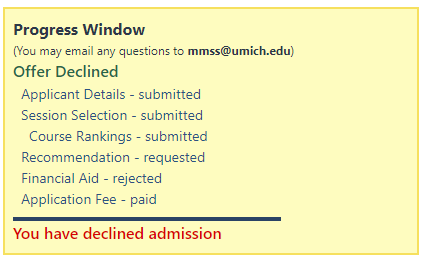 Progress Window
(You may email any questions to mmss@umich.edu)
Offer Declined
Applicant Details - submitted
Session Selection - submitted
Course Rankings - submitted
Recommendation - requested
Financial Aid - rejected
Application Fee - paid
You have declined admission